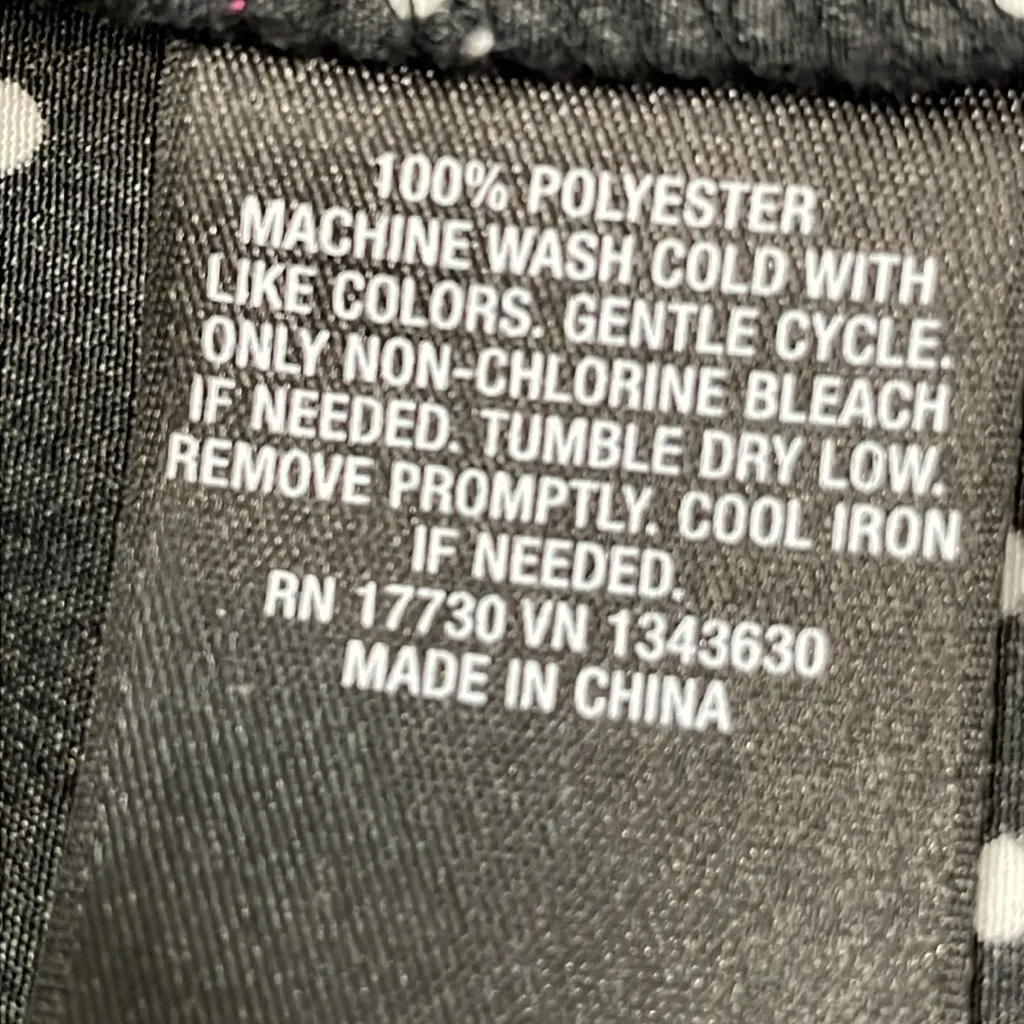 100% POLYESTER
MACHINE WASH COLD WITH
LIKE COLORS. GENTLE CYCLE.
ONLY NON-CHLORINE BLEACH
IF NEEDED. TUMBLE DRY LOW.
REMOVE PROMPTLY. COOL IRON
IF NEEDED.
RN 17730 VN 1343630
MADE IN CHINA